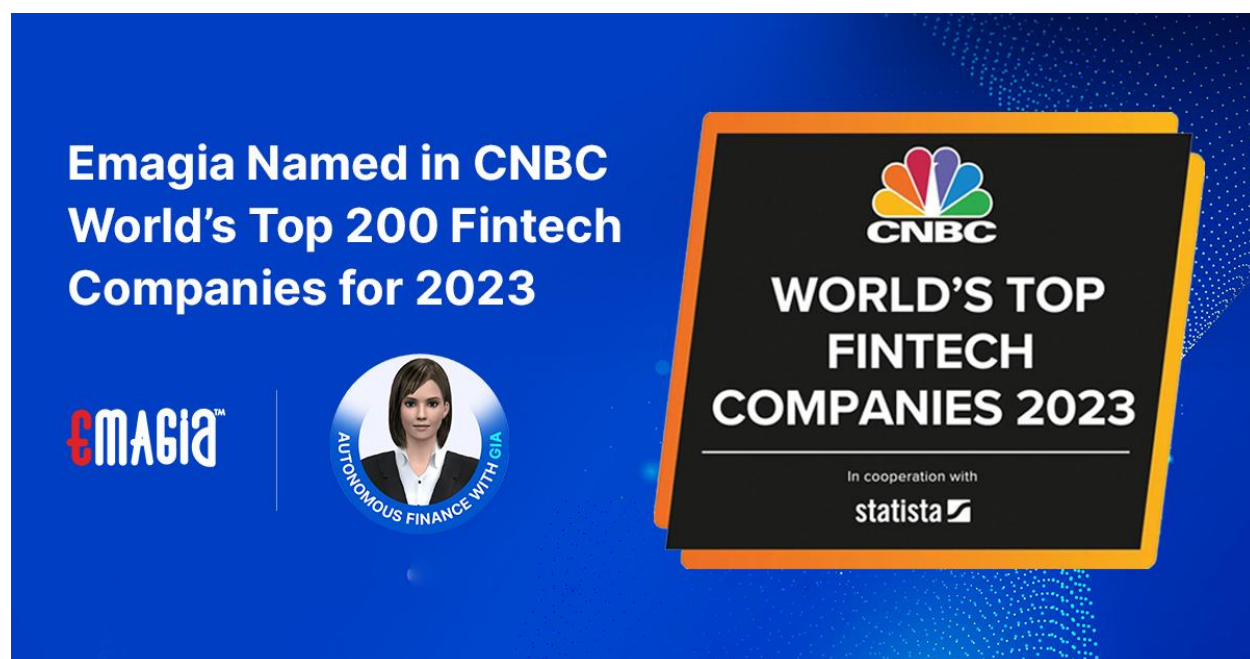 Emagia Named in CNBC
World's Top 200 Fintech
Companies for 2023
EMAGIA™
AUTONOMOUS FINANCE WITH GIA
CNBC
WORLD'S TOP
FINTECH
COMPANIES 2023
In cooperation with
statista